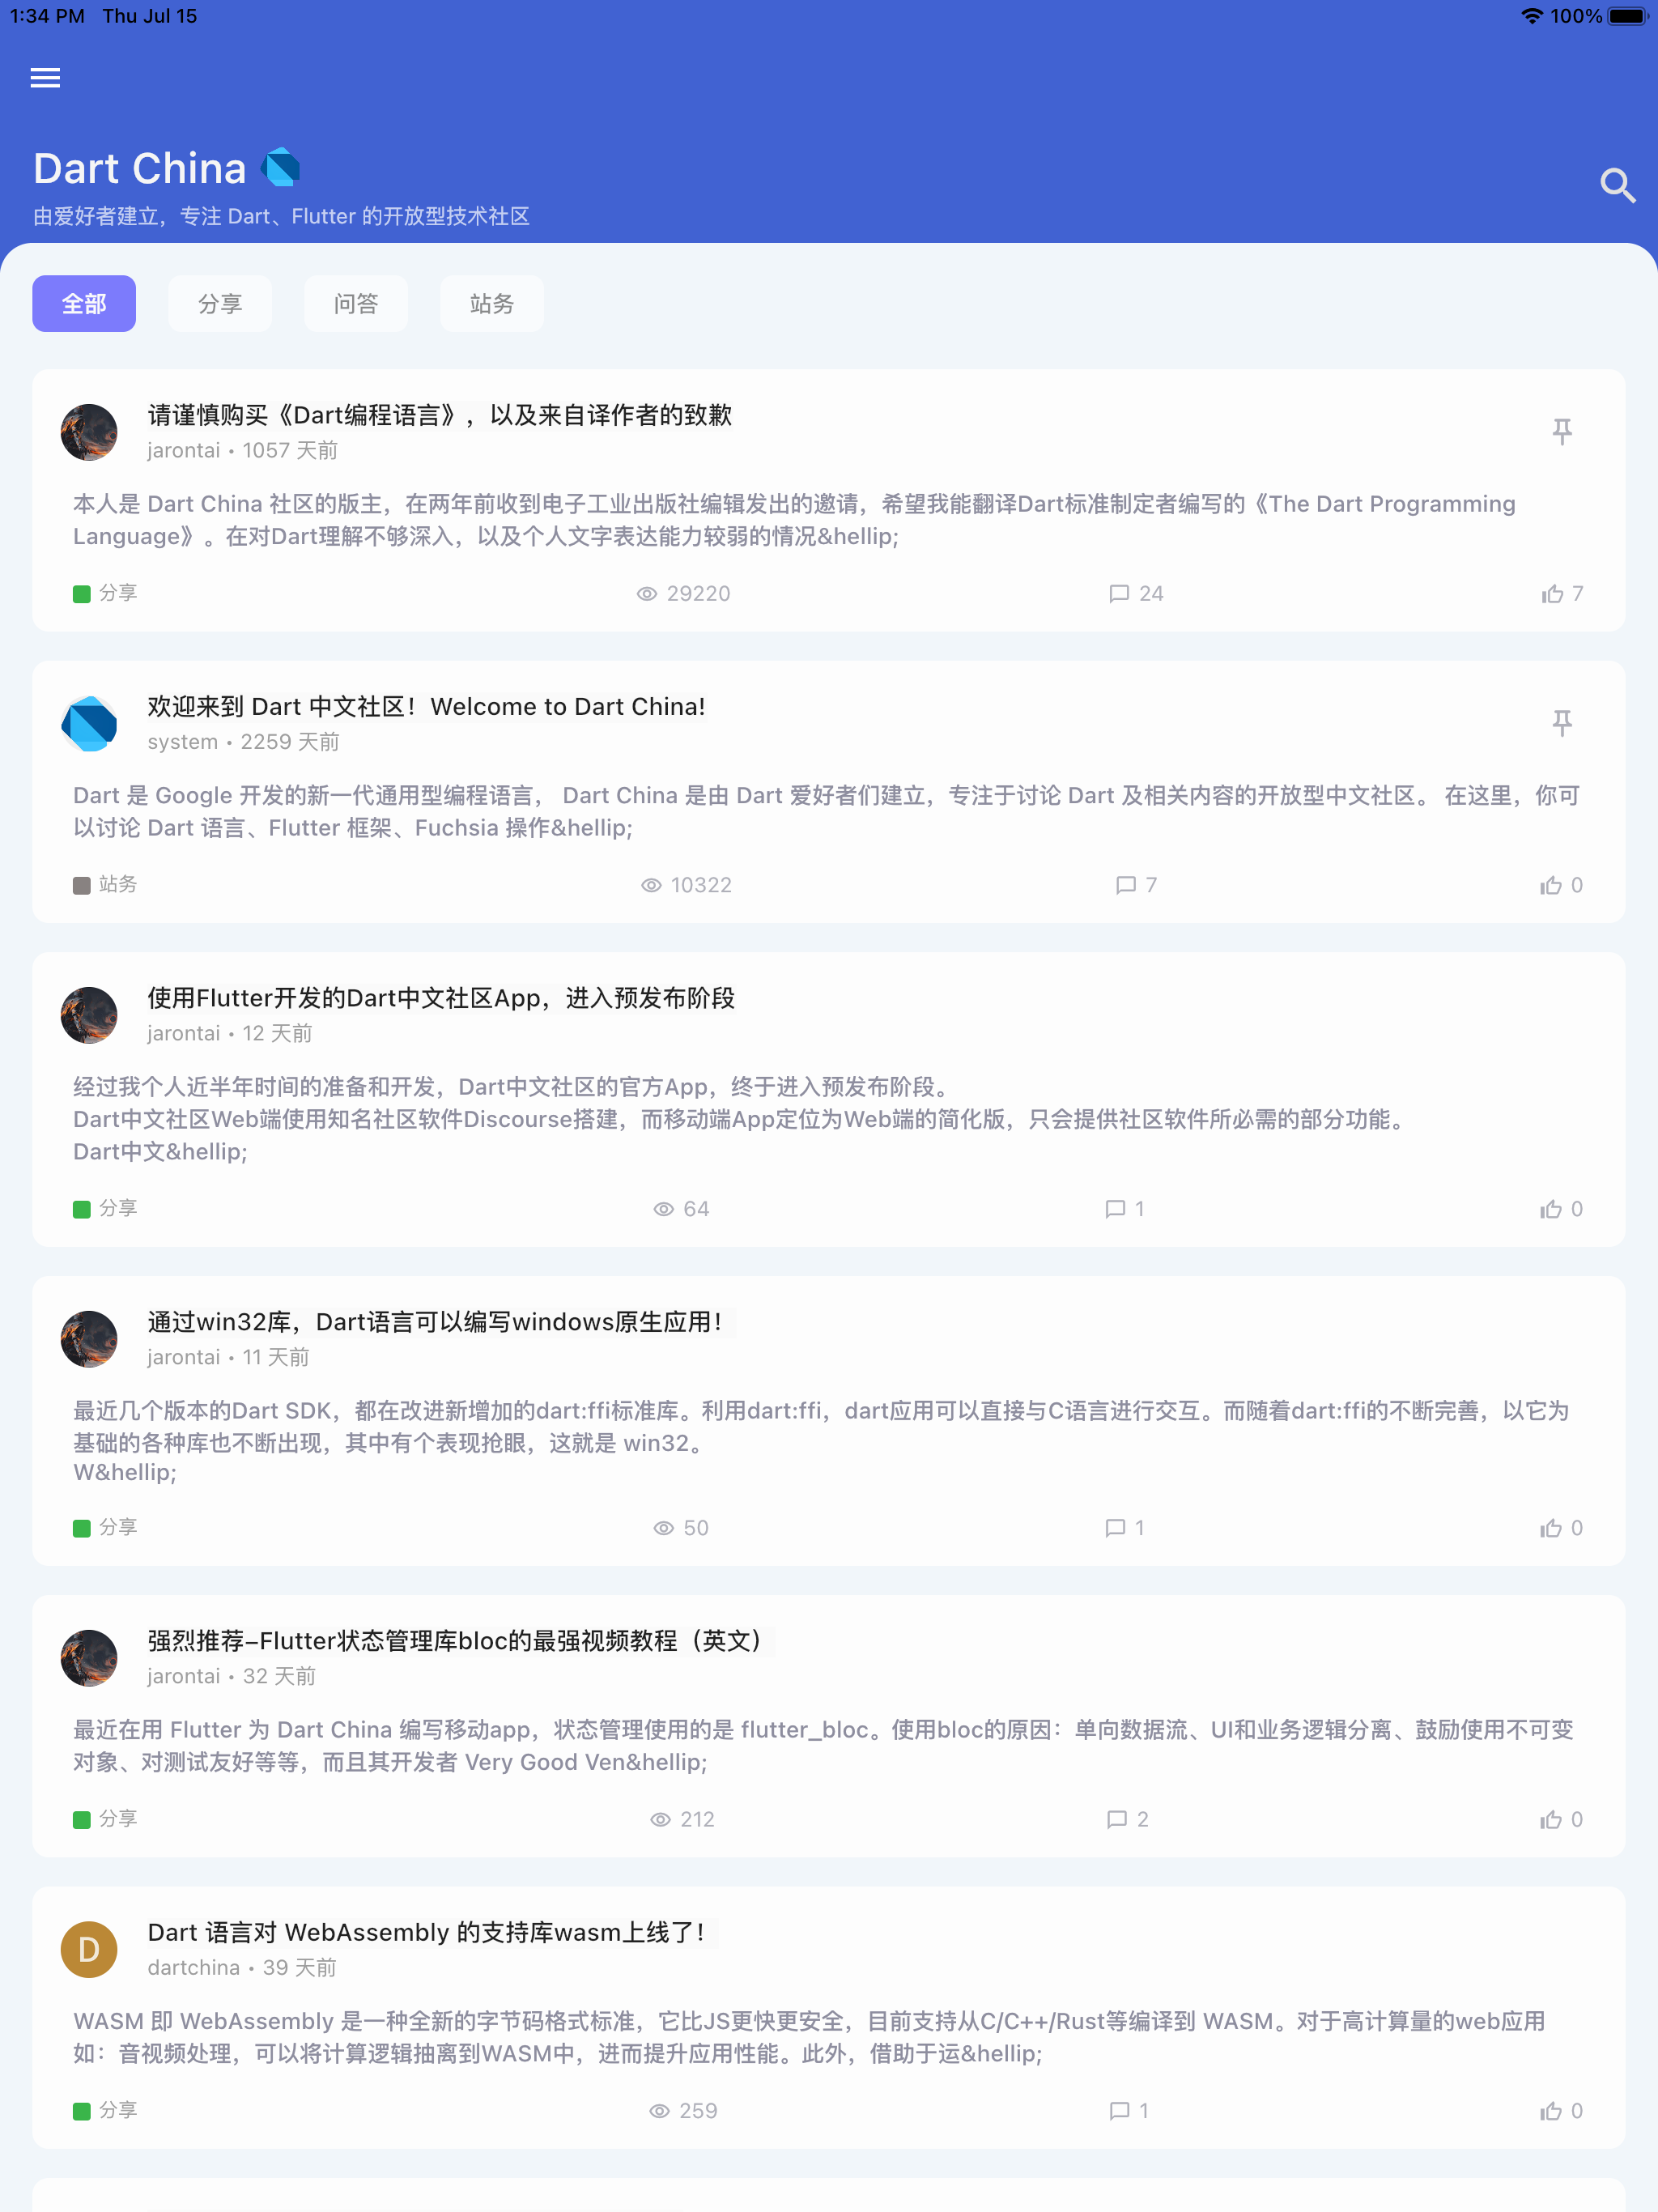 1:34 PM Thu Jul 15 100%
Dart China
由爱好者建立，专注 Dart、Flutter 的开放型技术社区
全部 分享 问答 站务
请谨慎购买《Dart编程语言》，以及来自译作者的致歉
jarontai • 1057 天前
本人是 Dart China 社区的版主，在两年前收到电子工业出版社编辑发出的邀请，希望我能翻译Dart标准制定者编写的《The Dart Programming
Language》。在对Dart理解不够深入，以及个人文字表达能力较弱的情况&hellip;
分享 29220 24 7
欢迎来到 Dart 中文社区！Welcome to Dart China!
system • 2259 天前
Dart 是 Google 开发的新一代通用型编程语言， Dart China 是由 Dart 爱好者们建立，专注于讨论 Dart 及相关内容的开放型中文社区。 在这里，你可
以讨论 Dart 语言、Flutter 框架、Fuchsia 操作&hellip;
站务 10322 7 0
使用Flutter开发的Dart中文社区App，进入预发布阶段
jarontai • 12 天前
经过我个人近半年时间的准备和开发，Dart中文社区的官方App，终于进入预发布阶段。
Dart中文社区Web端使用知名社区软件Discourse搭建，而移动端App定位为Web端的简化版，只会提供社区软件所必需的部分功能。
Dart中文&hellip;
分享 64 1 0
通过win32库，Dart语言可以编写windows原生应用！
jarontai • 11 天前
最近几个版本的Dart SDK，都在改进新增加的dart:ffi标准库。利用dart:ffi，dart应用可以直接与C语言进行交互。而随着dart:ffi的不断完善，以它为
基础的各种库也不断出现，其中有个表现抢眼，这就是 win32。
W&hellip;
分享 50 1 0
强烈推荐–Flutter状态管理库bloc的最强视频教程（英文）
jarontai • 32 天前
最近在用 Flutter 为 Dart China 编写移动app，状态管理使用的是 flutter_bloc。使用bloc的原因：单向数据流、UI和业务逻辑分离、鼓励使用不可变
对象、对测试友好等等，而且其开发者 Very Good Ven&hellip;
分享 212 2 0
D
Dart 语言对 WebAssembly 的支持库wasm上线了！
dartchina • 39 天前
WASM 即 WebAssembly 是一种全新的字节码格式标准，它比JS更快更安全，目前支持从C/C++/Rust等编译到 WASM。对于高计算量的web应用
如：音视频处理，可以将计算逻辑抽离到WASM中，进而提升应用性能。此外，借助于运&hellip;
分享 259 1 0